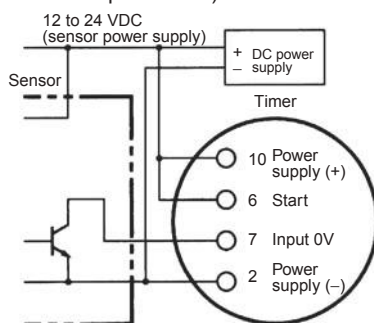 12 to 24 VDC
(sensor power supply)
+ DC power
– supply
Sensor
Timer
10 Power
supply (+)
6 Start
7 Input 0V
2 Power
supply (–)